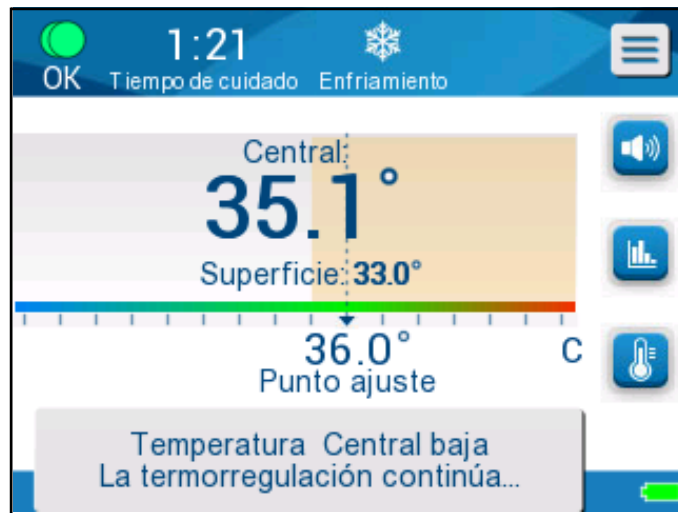 1:21
OK Tiempo de cuidado Enfriamiento
Central:
35.1°
Superficie: 33.0°
36.0° C
Punto ajuste
Temperatura Central baja
La termorregulación continúa...